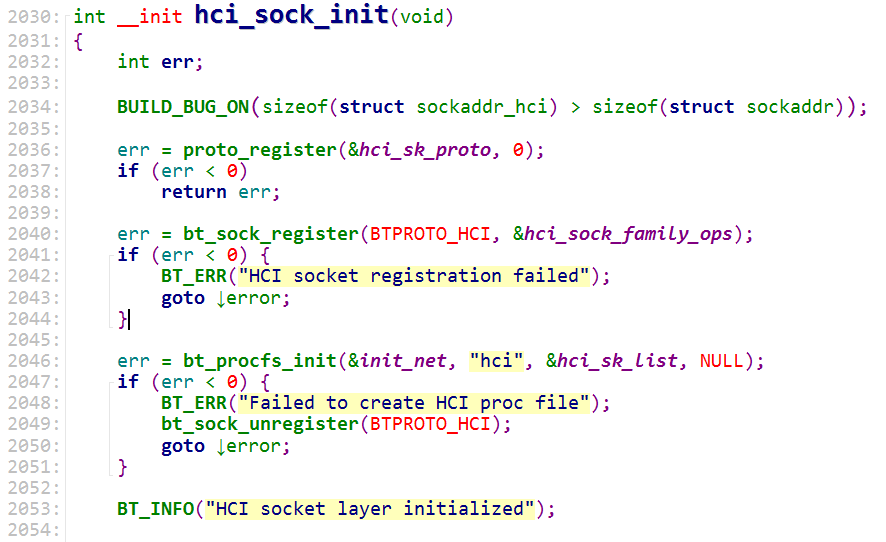 2030: int __init hci_sock_init(void)
2031: {
2032:     int err;
2033:
2034:     BUILD_BUG_ON(sizeof(struct sockaddr_hci) > sizeof(struct sockaddr));
2035:
2036:     err = proto_register(&hci_sk_proto, 0);
2037:     if (err < 0)
2038:         return err;
2039:
2040:     err = bt_sock_register(BTPROTO_HCI, &hci_sock_family_ops);
2041:     if (err < 0) {
2042:         BT_ERR("HCI socket registration failed");
2043:         goto ↓error;
2044:     }
2045:
2046:     err = bt_procfs_init(&init_net, "hci", &hci_sk_list, NULL);
2047:     if (err < 0) {
2048:         BT_ERR("Failed to create HCI proc file");
2049:         bt_sock_unregister(BTPROTO_HCI);
2050:         goto ↓error;
2051:     }
2052:
2053:     BT_INFO("HCI socket layer initialized");
2054: